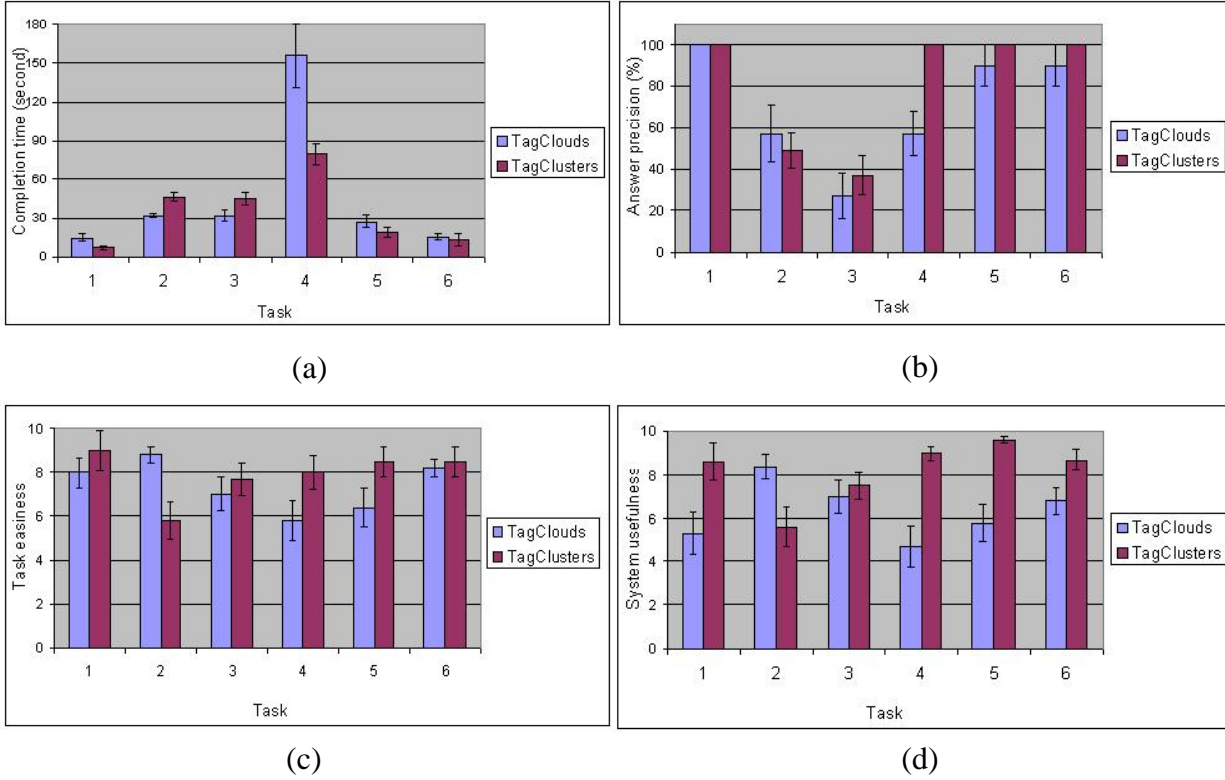 180
150
120
90
60
30
0
Completion time (second)
1 2 3 4 5 6
Task
TagClouds
TagClusters
(a)
100
80
60
40
20
0
Answer precision (%)
1 2 3 4 5 6
Task
TagClouds
TagClusters
(b)
10
8
6
4
2
0
Task easiness
1 2 3 4 5 6
Task
TagClouds
TagClusters
(c)
10
8
6
4
2
0
System usefulness
1 2 3 4 5 6
Task
TagClouds
TagClusters
(d)